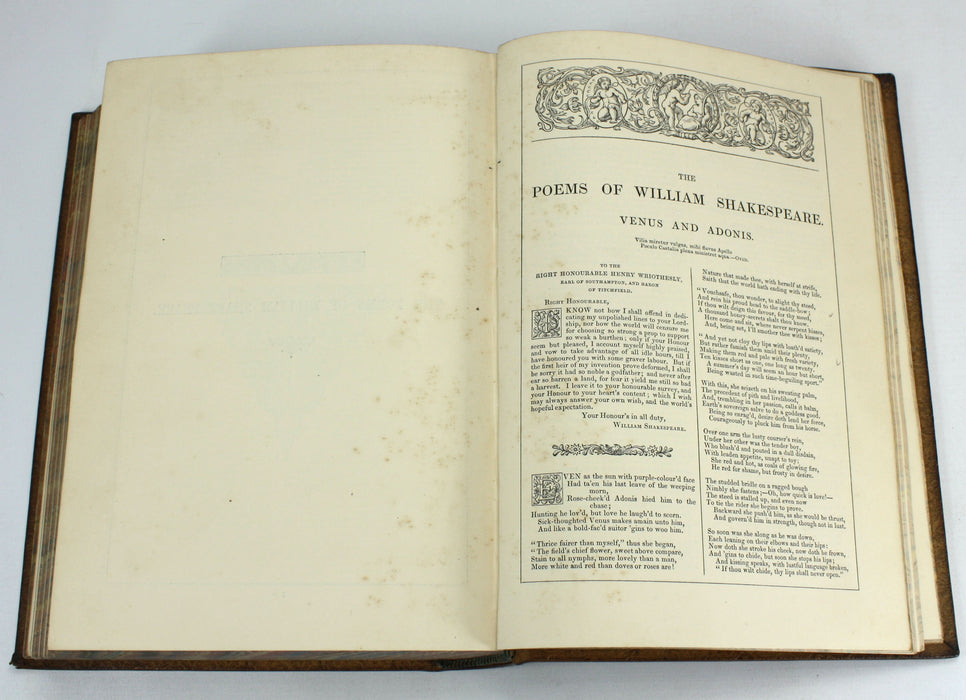 THE
POEMS OF WILLIAM SHAKESPEARE.
VENUS AND ADONIS.
Vilia miretur vulgus, mihi flavus Apollo
Pocula Castalia plena ministret aqua.—OVID.
TO THE
RIGHT HONOURABLE HENRY WRIOTHESLY,
EARL OF SOUTHAMPTON, AND BARON
OF TITCHFIELD.
RIGHT HONOURABLE,
I KNOW not how I shall offend in dedi-
cating my unpolished lines to your Lord-
ship, nor how the world will censure me
for choosing so strong a prop to support
so weak a burthen; only if your Honour
seem but pleased, I account myself highly praised,
and vow to take advantage of all idle hours, till I
have honoured you with some graver labour. But if
the first heir of my invention prove deformed, I shall
be sorry it had so noble a godfather; and never after
ear so barren a land, for fear it yield me still so bad
a harvest. I leave it to your honourable survey, and
your Honour to your heart's content; which I wish
may always answer your own wish, and the world's
hopeful expectation.
Your Honour's in all duty,
WILLIAM SHAKESPEARE.
EVEN as the sun with purple-colour'd face
Had ta'en his last leave of the weeping
morn,
Rose-cheek'd Adonis hied him to the
chase;
Hunting he lov'd, but love he laugh'd to scorn.
Sick-thoughted Venus makes amain unto him,
And like a bold-fac'd suitor 'gins to woo him.
"Thrice fairer than myself," thus she began,
"The field's chief flower, sweet above compare,
Stain to all nymphs, more lovely than a man,
More white and red than doves or roses are!
Nature that made thee, with herself at strife,
Saith that the world hath ending with thy life.
"Vouchsafe, thou wonder, to alight thy steed,
And rein his proud head to the saddle-bow;
If thou wilt deign this favour, for thy meed,
A thousand honey-secrets shalt thou know.
Here come and sit, where never serpent hisses,
And, being set, I'll smother thee with kisses;
"And yet not cloy thy lips with loath'd satiety,
But rather famish them amid their plenty,
Making them red and pale with fresh variety,
Ten kisses short as one, one long as twenty.
A summer's day will seem an hour but short,
Being wasted in such time-beguiling sport."
With this, she seizeth on his sweating palm,
The precedent of pith and livelihood,
And, trembling in her passion, calls it balm,
Earth's sovereign salve to do a goddess good.
Being so enrag'd, desire doth lend her force,
Courageously to pluck him from his horse.
Over one arm the lusty courser's rein,
Under her other was the tender boy,
Who blush'd and pouted in a dull disdain,
With leaden appetite, unapt to toy;
She red and hot, as coals of glowing fire,
He red for shame, but frosty in desire.
The studded bridle on a ragged bough
Nimbly she fastens;—Oh, how quick is love!—
The steed is stalled up, and even now
To tie the rider she begins to prove.
Backward she push'd him, as she would be thrust,
And govern'd him in strength, though not in lust.
So soon was she along as he was down,
Each leaning on their elbows and their hips:
Now doth she stroke his cheek, now doth he frown,
And 'gins to chide, but soon she stops his lips;
And kissing speaks, with lustful language broken,
"If thou wilt chide, thy lips shall never open."